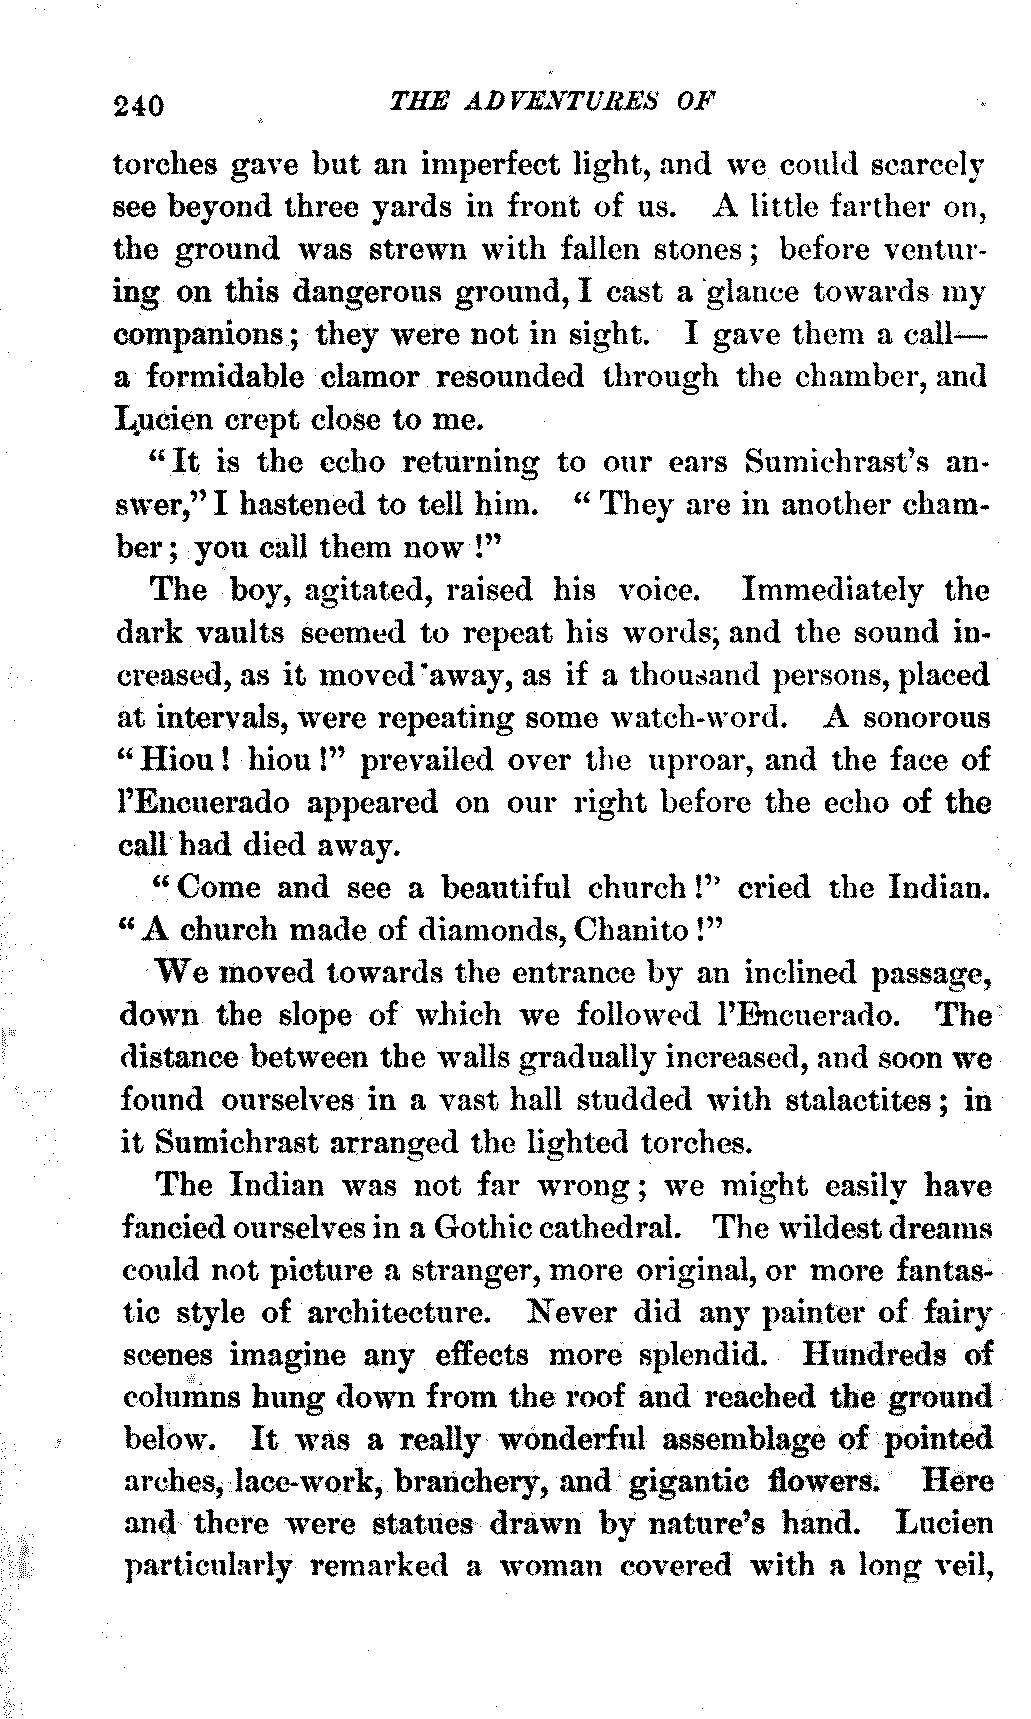 240 THE ADVENTURES OF
torches gave but an imperfect light, and we could scarcely
see beyond three yards in front of us. A little farther on,
the ground was strewn with fallen stones; before ventur-
ing on this dangerous ground, I cast a glance towards my
companions; they were not in sight. I gave them a call—
a formidable clamor resounded through the chamber, and
Lucien crept close to me.
"It is the echo returning to our ears Sumichrast's an-
swer," I hastened to tell him. "They are in another cham-
ber; you call them now!"
The boy, agitated, raised his voice. Immediately the
dark vaults seemed to repeat his words, and the sound in-
creased, as it moved away, as if a thousand persons, placed
at intervals, were repeating some watch-word. A sonorous
"Hiou! hiou!" prevailed over the uproar, and the face of
l'Encuerado appeared on our right before the echo of the
call had died away.
"Come and see a beautiful church!" cried the Indian.
"A church made of diamonds, Chanito!"
We moved towards the entrance by an inclined passage,
down the slope of which we followed l'Encuerado. The
distance between the walls gradually increased, and soon we
found ourselves in a vast hall studded with stalactites; in
it Sumichrast arranged the lighted torches.
The Indian was not far wrong; we might easily have
fancied ourselves in a Gothic cathedral. The wildest dreams
could not picture a stranger, more original, or more fantas-
tic style of architecture. Never did any painter of fairy
scenes imagine any effects more splendid. Hundreds of
columns hung down from the roof and reached the ground
below. It was a really wonderful assemblage of pointed
arches, lace-work, branchery, and gigantic flowers. Here
and there were statues drawn by nature's hand. Lucien
particularly remarked a woman covered with a long veil,